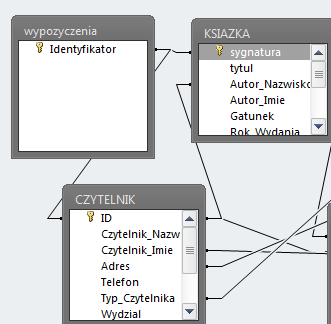 wypozyczenia
Identyfikator
KSIAZKA
sygnatura
tytul
Autor_Nazwisko
Autor_Imie
Gatunek
Rok_Wydania
CZYTELNIK
ID
Czytelnik_Nazw
Czytelnik_Imie
Adres
Telefon
Typ_Czytelnika
Wydzial